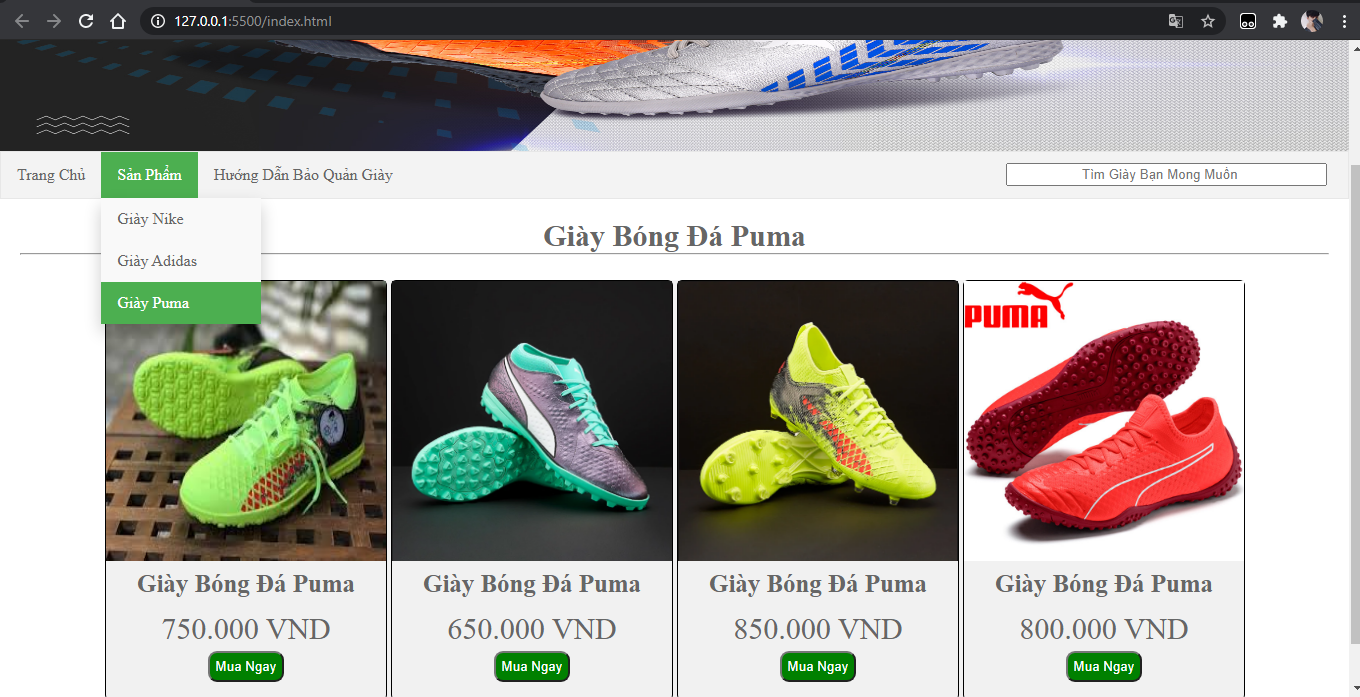 127.0.0.1:5500/index.html
Trang Chủ
Sản Phẩm
Hướng Dẫn Bảo Quản Giày
Tìm Giày Bạn Mong Muốn
Giày Nike
Giày Adidas
Giày Puma
Giày Bóng Đá Puma
PUMA
Giày Bóng Đá Puma
750.000 VND
Mua Ngay
Giày Bóng Đá Puma
650.000 VND
Mua Ngay
Giày Bóng Đá Puma
850.000 VND
Mua Ngay
Giày Bóng Đá Puma
800.000 VND
Mua Ngay